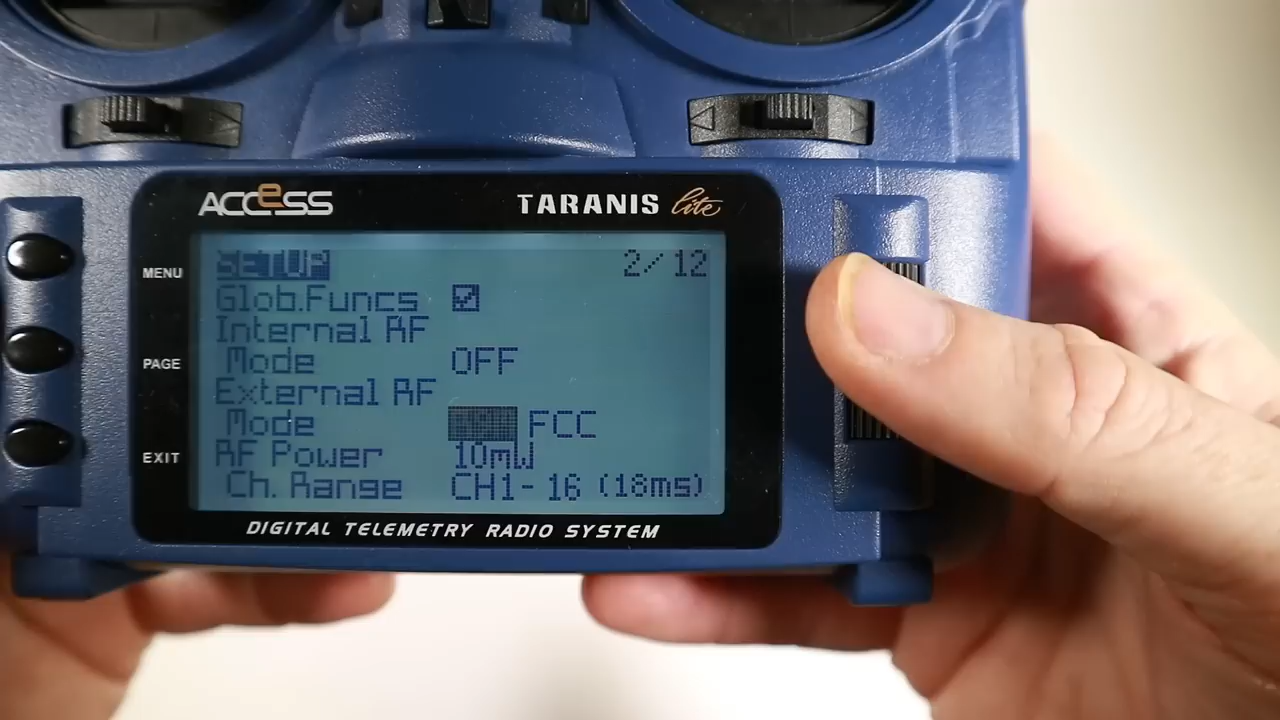 ACCeSS TARANIS lite
MENU
PAGE
EXIT
SETUP 2/12
Glob.Funcs
Internal RF
Mode OFF
External RF
Mode FCC
RF Power 10mW
Ch. Range CH1-16 (18ms)
DIGITAL TELEMETRY RADIO SYSTEM